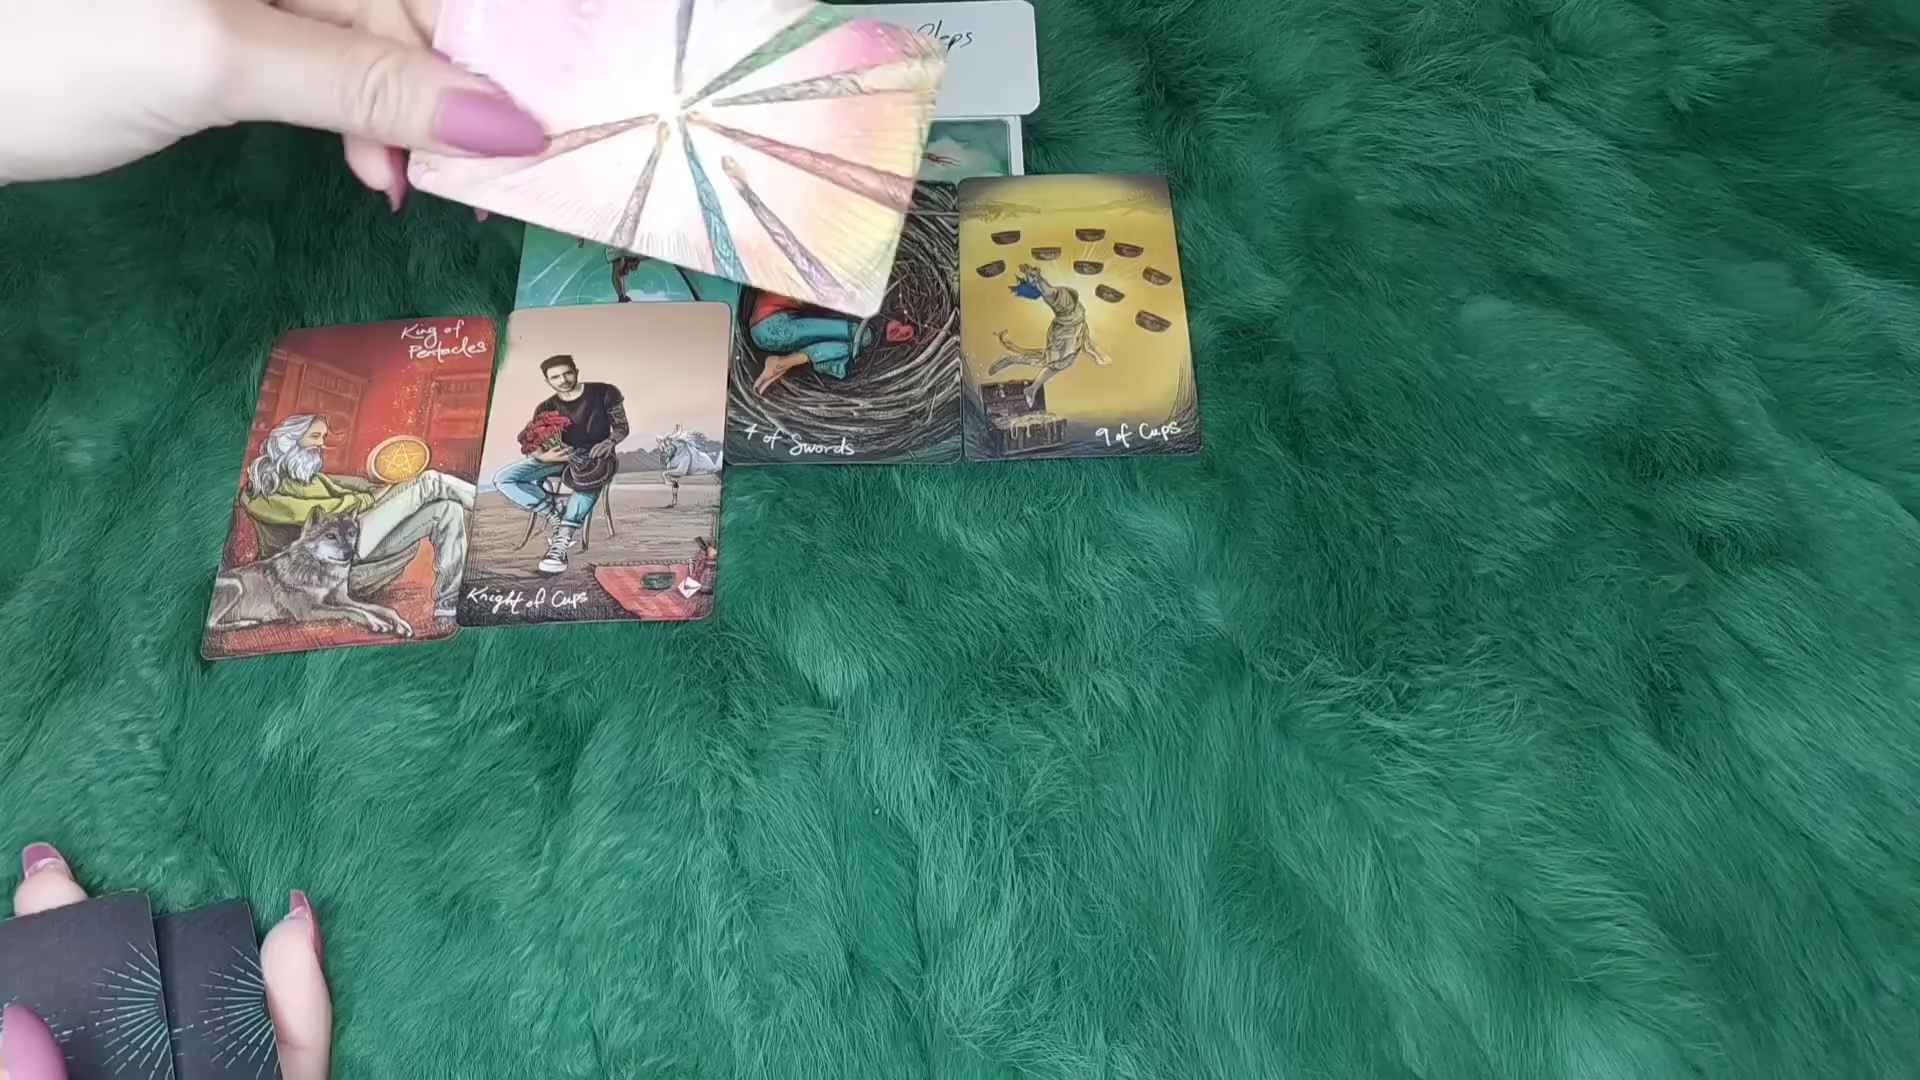 King of
Pentacles
Knight of Cups
4 of Swords
9 of Cups